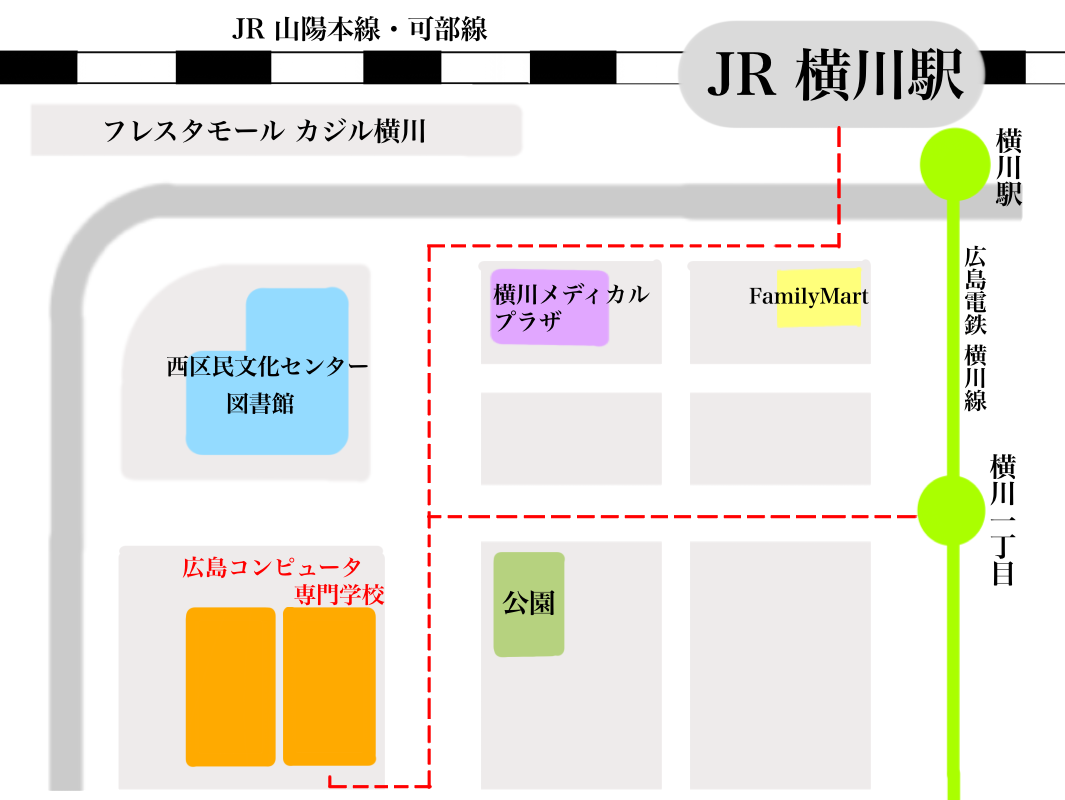 JR 山陽本線・可部線
JR 横川駅
フレスタモール カジル横川
横川駅
広島電鉄 横川線
横川メディカル
プラザ
FamilyMart
西区民文化センター
図書館
横川一丁目
広島コンピュータ
専門学校
公園